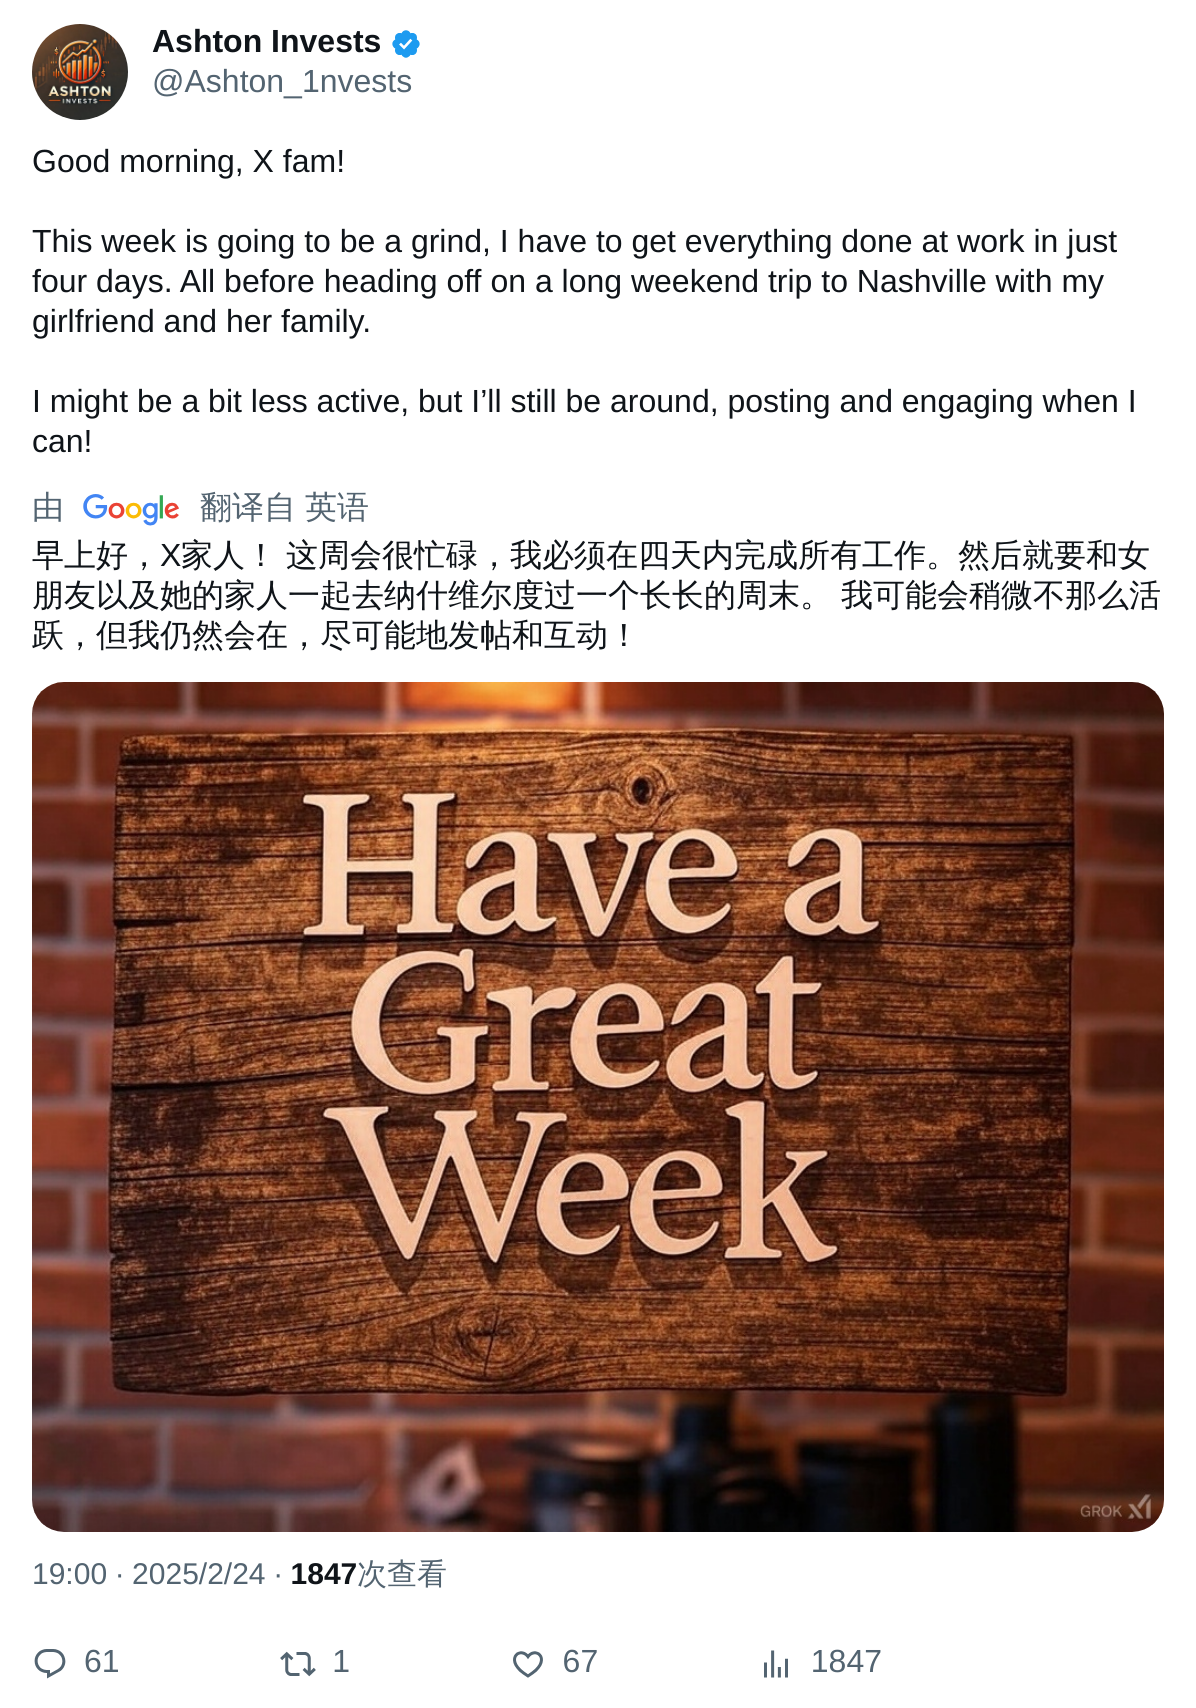 ASHTON
INVESTS
Ashton Invests
@Ashton_1nvests
Good morning, X fam!
This week is going to be a grind, I have to get everything done at work in just
four days. All before heading off on a long weekend trip to Nashville with my
girlfriend and her family.
I might be a bit less active, but I’ll still be around, posting and engaging when I
can!
由 Google 翻译自 英语
早上好，X家人！ 这周会很忙碌，我必须在四天内完成所有工作。然后就要和女
朋友以及她的家人一起去纳什维尔度过一个长长的周末。 我可能会稍微不那么活
跃，但我仍然会在，尽可能地发帖和互动！
Have a
Great
Week
GROK
19:00 · 2025/2/24 · 1847次查看
61 1 67 1847